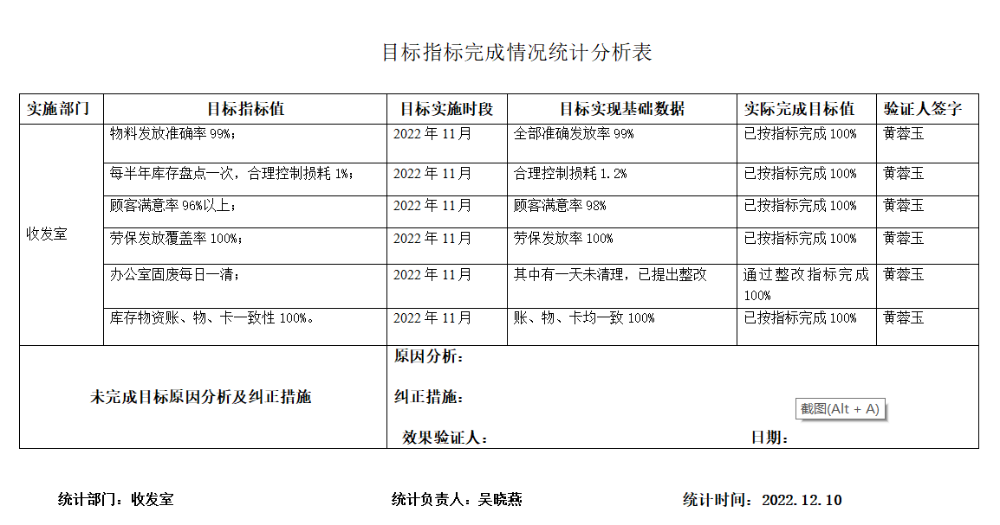 目标指标完成情况统计分析表
实施部门 目标指标值 目标实施时段 目标实现基础数据 实际完成目标值 验证人签字
物料发放准确率 99%； 2022 年 11 月 全部准确发放率 99% 已按指标完成 100% 黄蓉玉
每半年库存盘点一次，合理控制损耗 1%； 2022 年 11 月 合理控制损耗 1.2% 已按指标完成 100% 黄蓉玉
顾客满意率 96%以上； 2022 年 11 月 顾客满意率 98% 已按指标完成 100% 黄蓉玉
收发室
劳保发放覆盖率 100%； 2022 年 11 月 劳保发放率 100% 已按指标完成 100% 黄蓉玉
办公室固废每日一清； 2022 年 11 月 其中有一天未清理，已提出整改 通过整改指标完成 黄蓉玉
100%
库存物资账、物、卡一致性 100%。 2022 年 11 月 账、物、卡均一致 100% 已按指标完成 100% 黄蓉玉
原因分析：
未完成目标原因分析及纠正措施 纠正措施：
截图(Alt + A)
效果验证人： 日期：
统计部门：收发室 统计负责人：吴晓燕 统计时间：2022.12.10